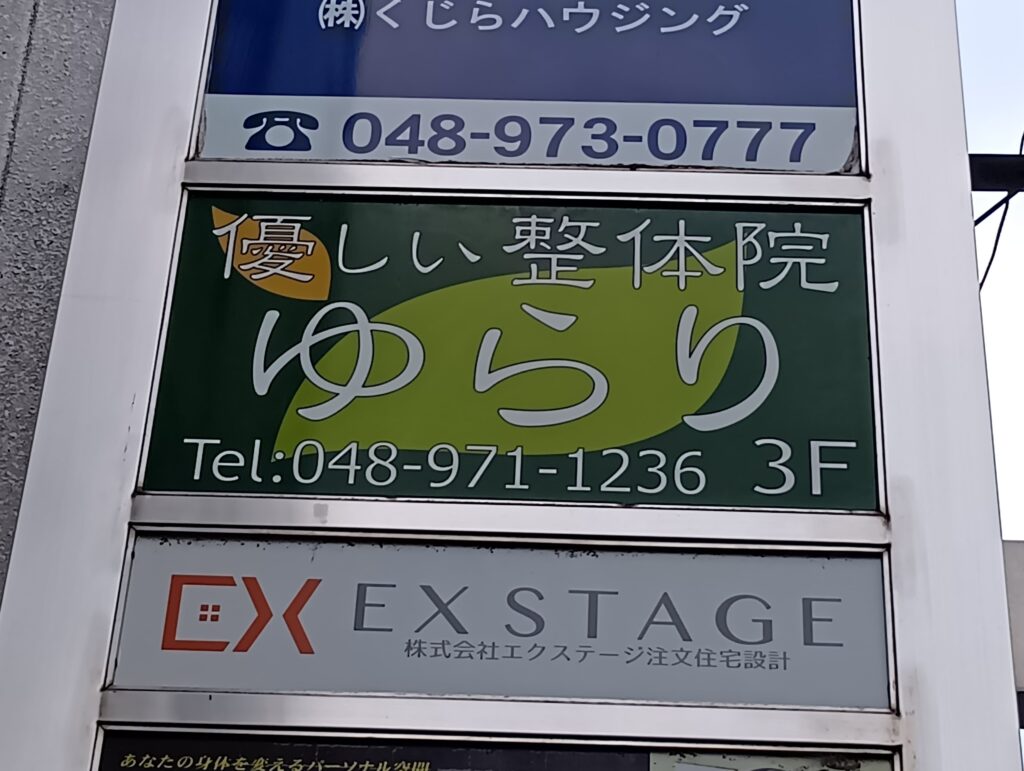 ㈱くじらハウジング
048-973-0777
優しい整体院
ゆらり
Tel:048-971-1236 3F
EX EX STAGE
株式会社エクステージ注文住宅設計
あなたの身体を変えるパーソナル空間